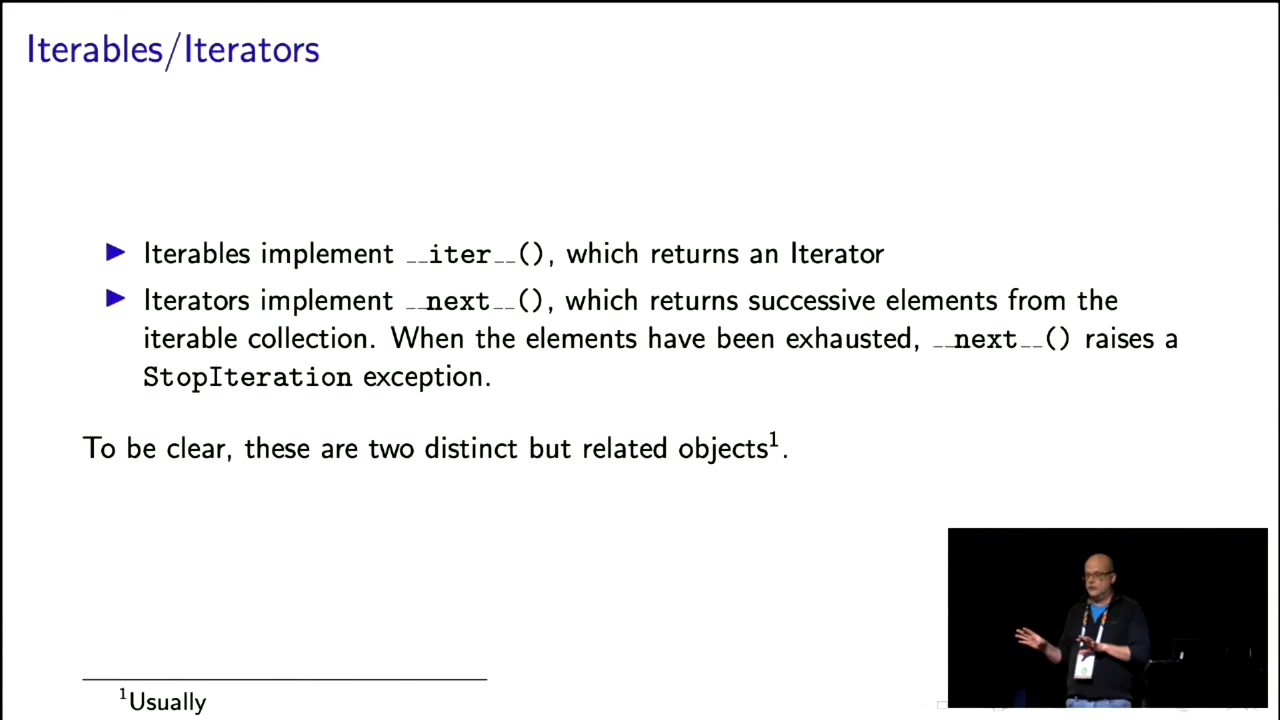 Iterables/Iterators
▶ Iterables implement __iter__(), which returns an Iterator
▶ Iterators implement __next__(), which returns successive elements from the
iterable collection. When the elements have been exhausted, __next__() raises a
StopIteration exception.
To be clear, these are two distinct but related objects¹.
¹Usually